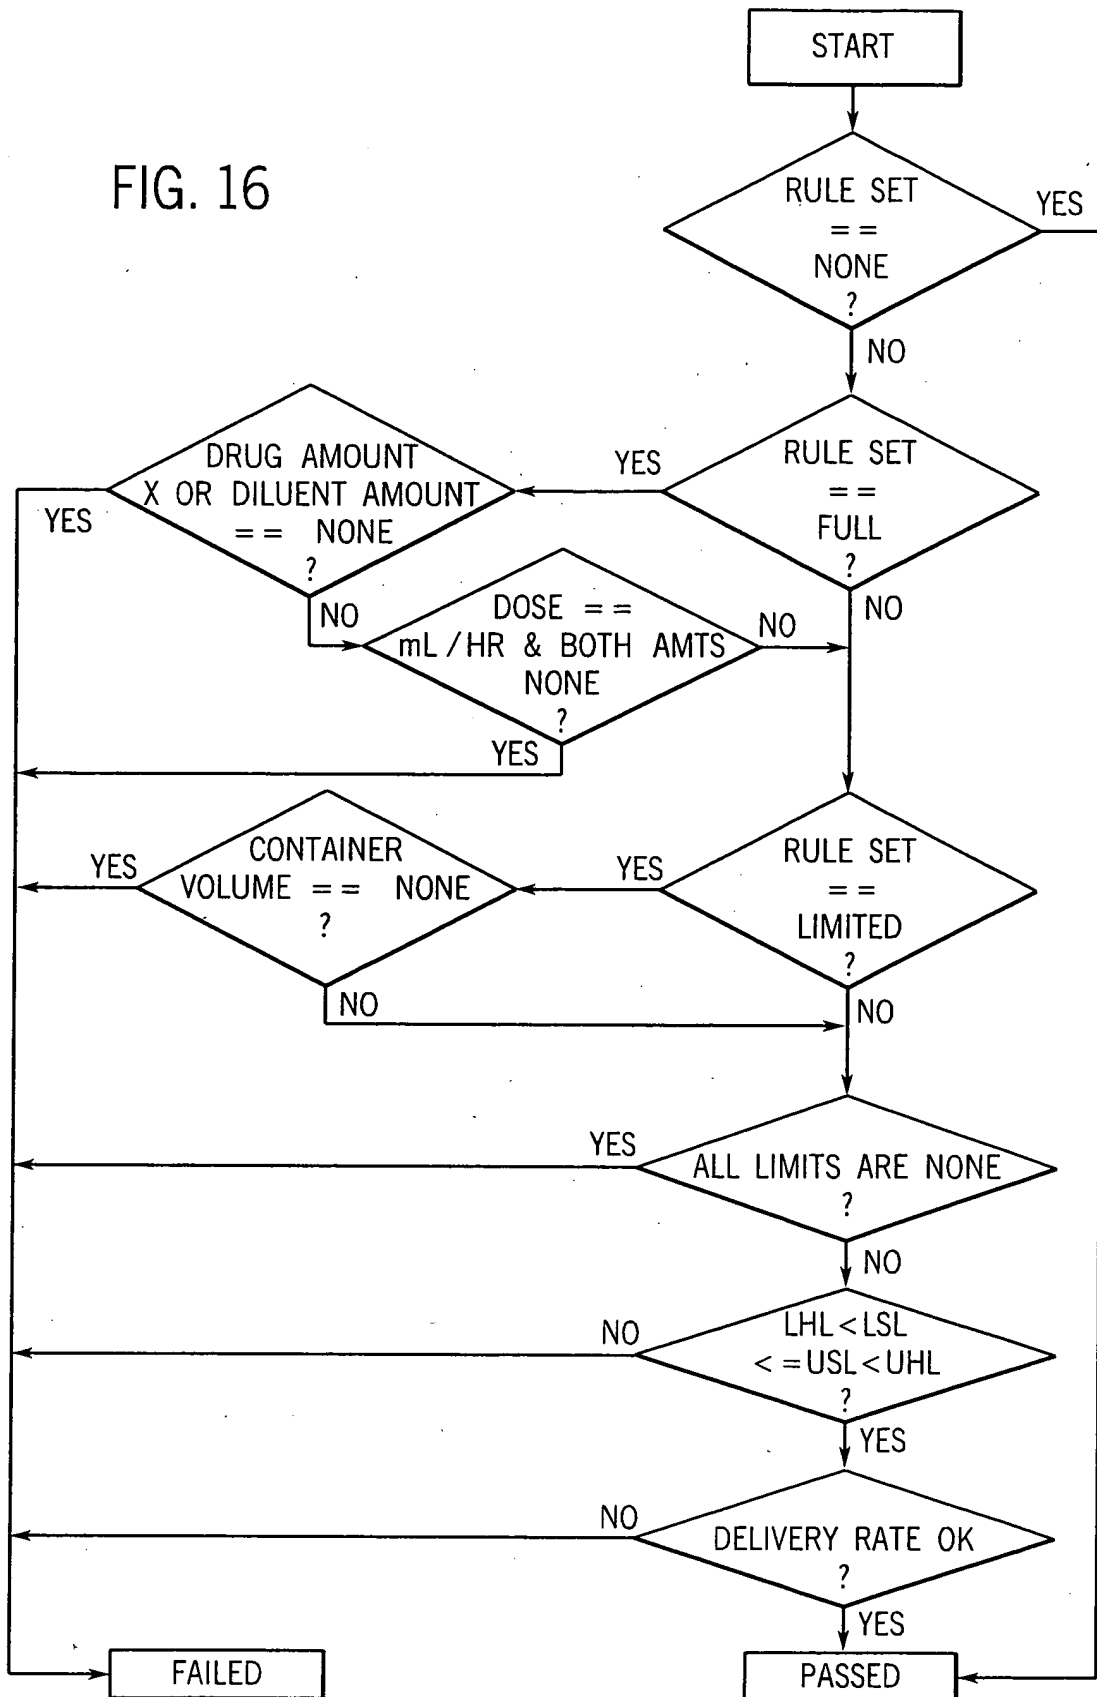 START
FIG. 16
RULE SET
==
NONE
?
YES
NO
DRUG AMOUNT
X OR DILUENT AMOUNT
== NONE
?
YES
NO
YES
RULE SET
==
FULL
?
NO
DOSE ==
mL/HR & BOTH AMTS
NONE
?
NO
YES
CONTAINER
VOLUME == NONE
?
YES
NO
YES
RULE SET
==
LIMITED
?
NO
YES
ALL LIMITS ARE NONE
?
NO
NO
LHL<LSL
<=USL<UHL
?
YES
NO
DELIVERY RATE OK
?
YES
FAILED
PASSED